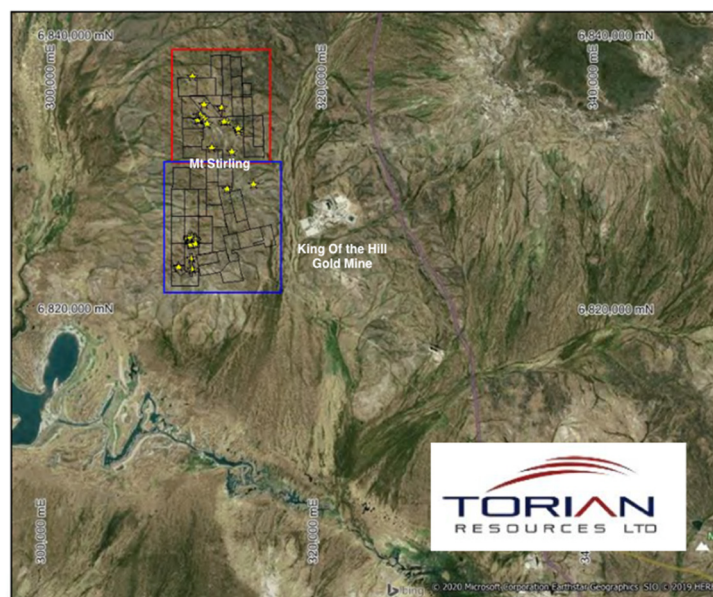 6,840,000 mN
6,840,000 mN
300,000 mE
320,000 mE
340,000 mE
Mt Stirling
King Of the Hill
Gold Mine
6,820,000 mN
6,820,000 mN
TORIAN
RESOURCES LTD
300,000 mE
320,000 mE
bing
© 2020 Microsoft Corporation Earthstar Geographics SIO © 2019 HERE